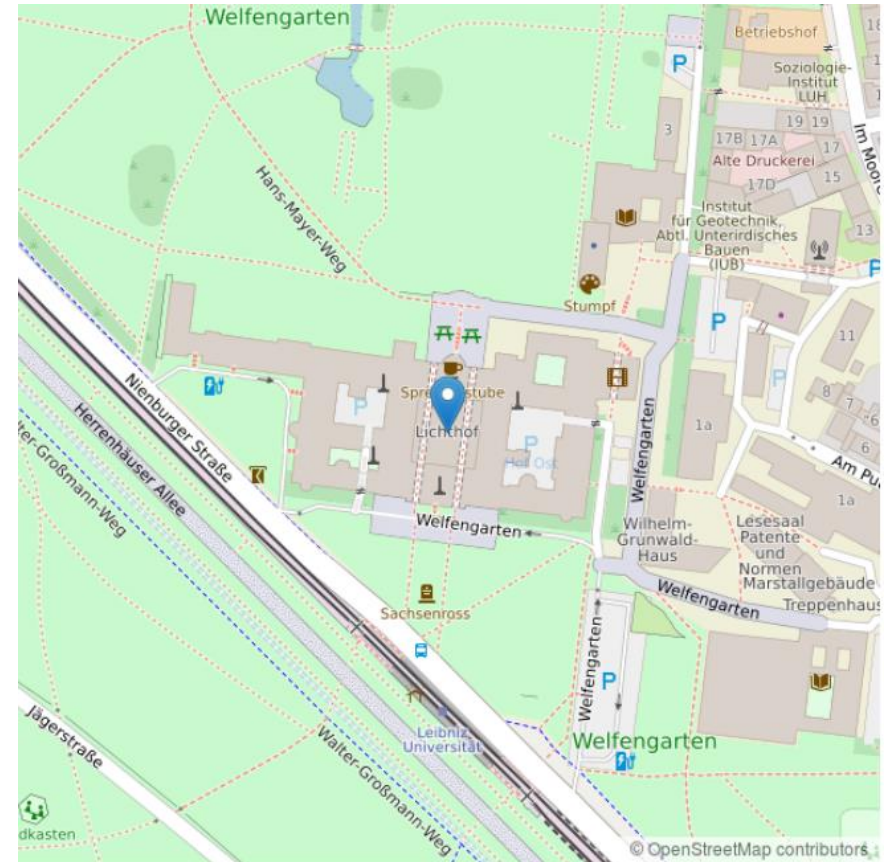 Welfengarten
Betriebshof
P
Soziologie-
Institut
LUH
19 19
17B 17A
17
Alte Druckerei
15
17D
3
Im Moore
Hans-Mayer-Weg
Institut
für Geotechnik,
Abtl. Unterirdisches
Bauen
(IUB)
13
P
Stumpf
P
11
P
8
7
6
6
1a
Lichthof
P
P
Hof Ost
Welfengarten
Nienburger Straße
Herrenhäuser Allee
Walter-Großmann-Weg
Welfengarten
Am
1a
Wilhelm-
Grunwald-
Haus
Lesesaal
Patente
und
Normen
Marstallgebäude
Treppenhaus
Welfengarten
Sachsenross
Welfengarten
P
Leibniz
Universität
Welfengarten
Jägerstraße
Walter-Großmann-Weg
dkasten
© OpenStreetMap contributors